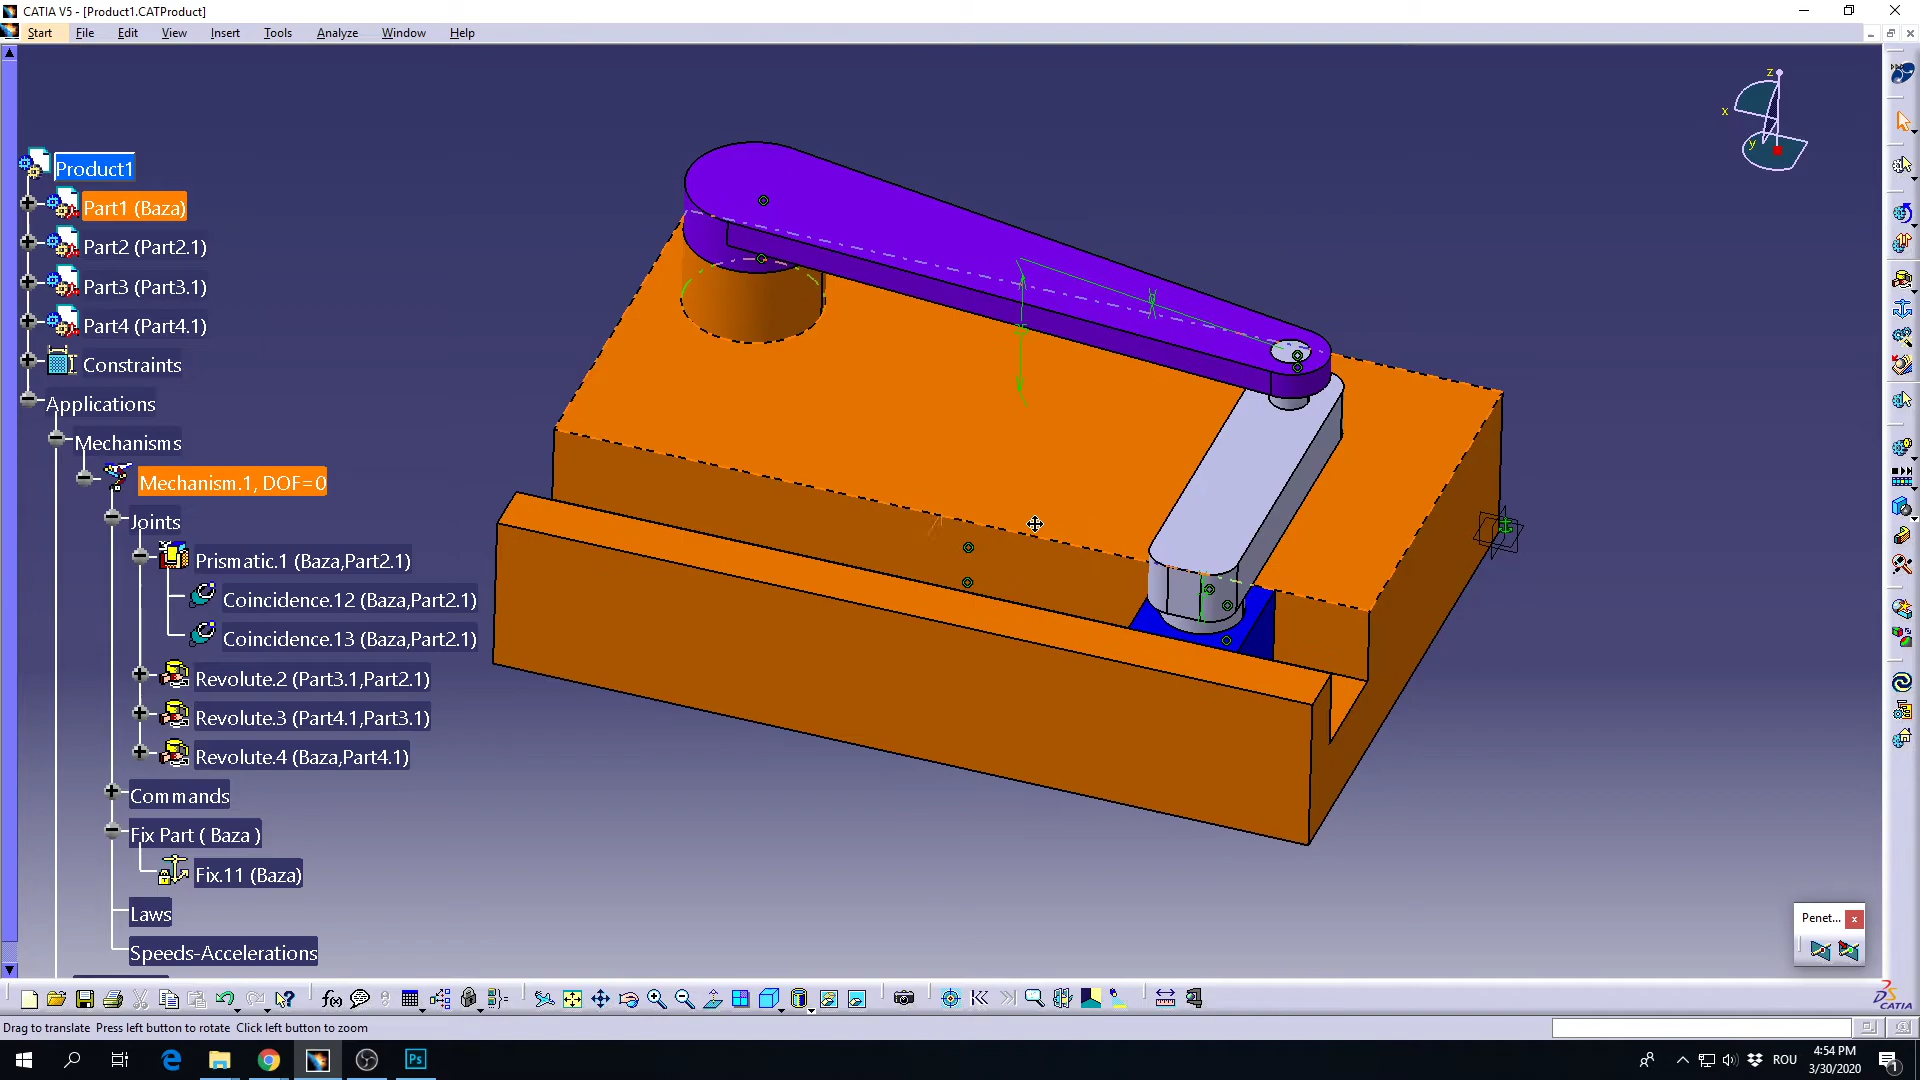 CATIA V5 - [Product1.CATProduct]
Start File Edit View Insert Tools Analyze Window Help
z
x
y
Product1
Part1 (Baza)
Part2 (Part2.1)
Part3 (Part3.1)
Part4 (Part4.1)
Constraints
Applications
Mechanisms
Mechanism.1, DOF=0
Joints
Prismatic.1 (Baza,Part2.1)
Coincidence.12 (Baza,Part2.1)
Coincidence.13 (Baza,Part2.1)
Revolute.2 (Part3.1,Part2.1)
Revolute.3 (Part4.1,Part3.1)
Revolute.4 (Baza,Part4.1)
Commands
Fix Part ( Baza )
Fix.11 (Baza)
Laws
Speeds-Accelerations
Penet...
f(x)
CATIA
Drag to translate Press left button to rotate Click left button to zoom
Ps
ROU
4:54 PM
3/30/2020
1